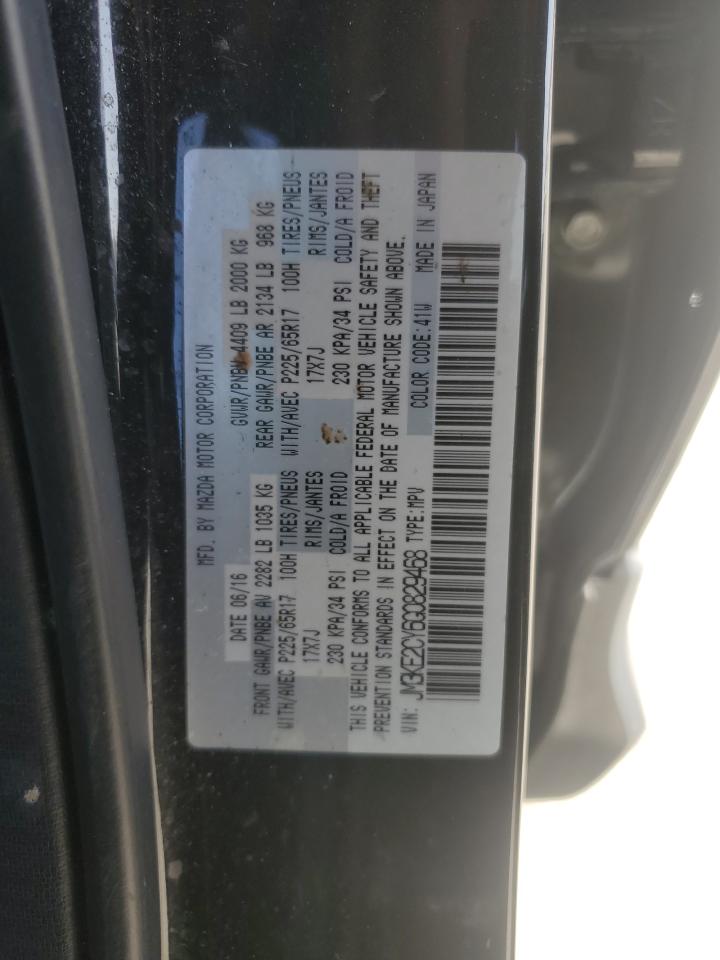 MFD. BY MAZDA MOTOR CORPORATION
DATE 06/16 GVWR/PNBV 4409 LB 2000 KG
FRONT GAWR/PNBE AV 2282 LB 1035 KG REAR GAWR/PNBE AR 2134 LB 968 KG
WITH/AVEC P225/65R17 100H TIRES/PNEUS WITH/AVEC P225/65R17 100H TIRES/PNEUS
17X7J RIMS/JANTES 17X7J RIMS/JANTES
230 KPA/34 PSI COLD/A FROID 230 KPA/34 PSI COLD/A FROID
THIS VEHICLE CONFORMS TO ALL APPLICABLE FEDERAL MOTOR VEHICLE SAFETY AND THEFT
PREVENTION STANDARDS IN EFFECT ON THE DATE OF MANUFACTURE SHOWN ABOVE.
VIN: JM3KE2CY6G0829468 TYPE:MPV COLOR CODE:41W MADE IN JAPAN